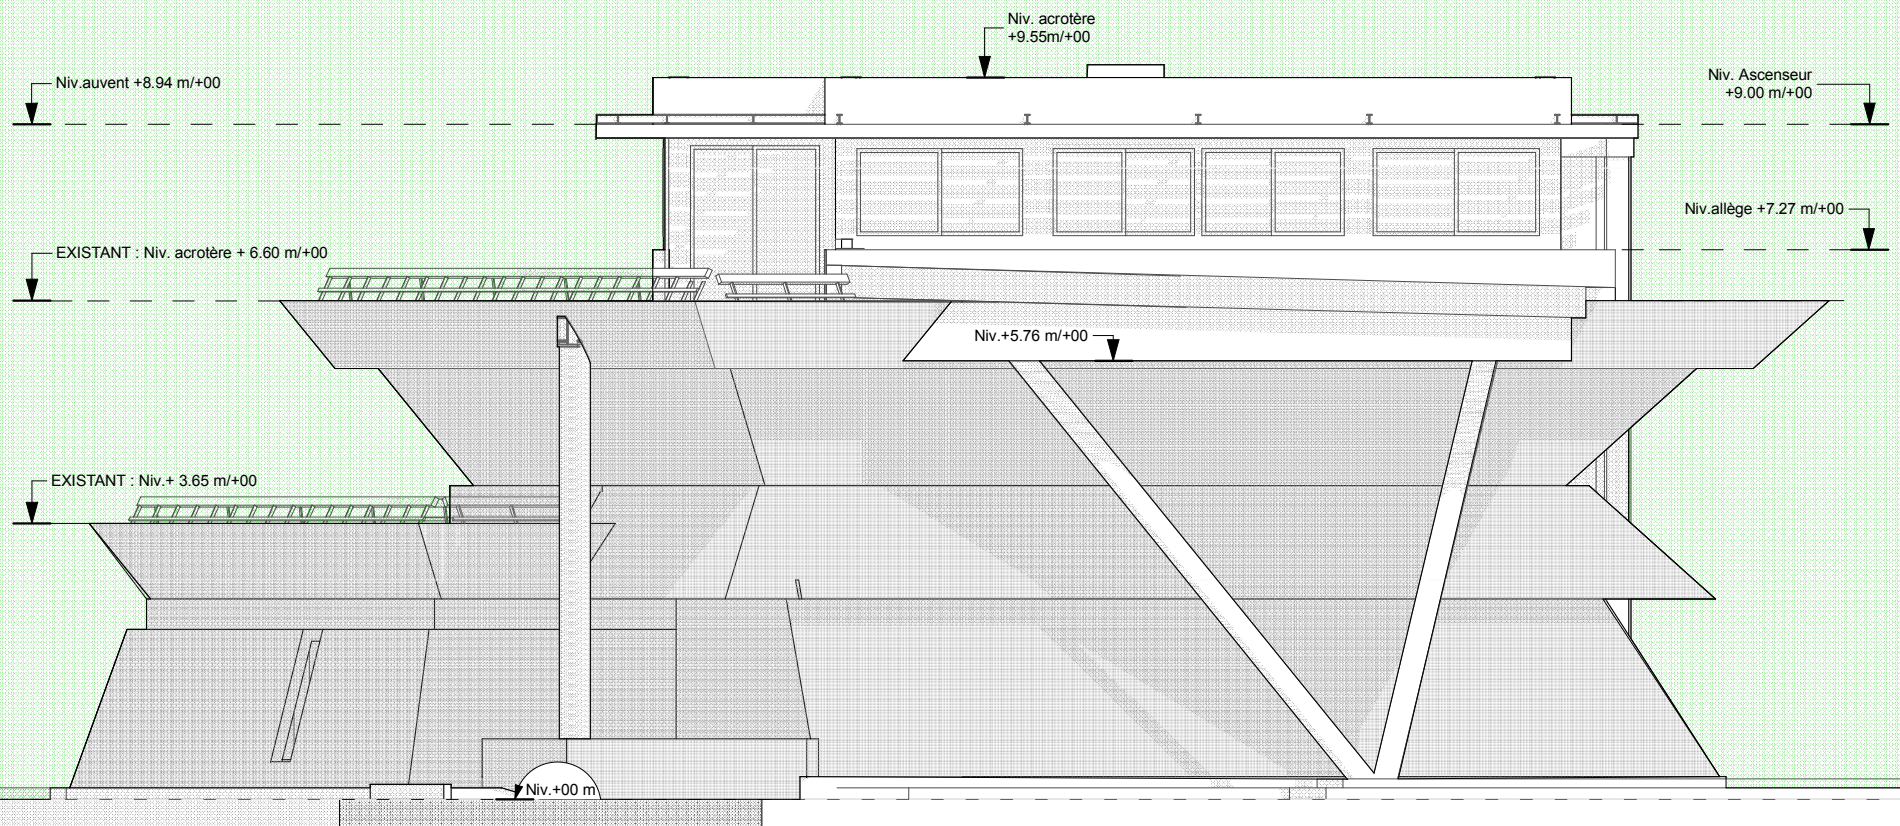 Niv. acrotère
+9.55m/+00
Niv.auvent +8.94 m/+00
Niv. Ascenseur
+9.00 m/+00
Niv.allège +7.27 m/+00
EXISTANT : Niv. acrotère + 6.60 m/+00
Niv.+5.76 m/+00
EXISTANT : Niv.+ 3.65 m/+00
Niv.+00 m